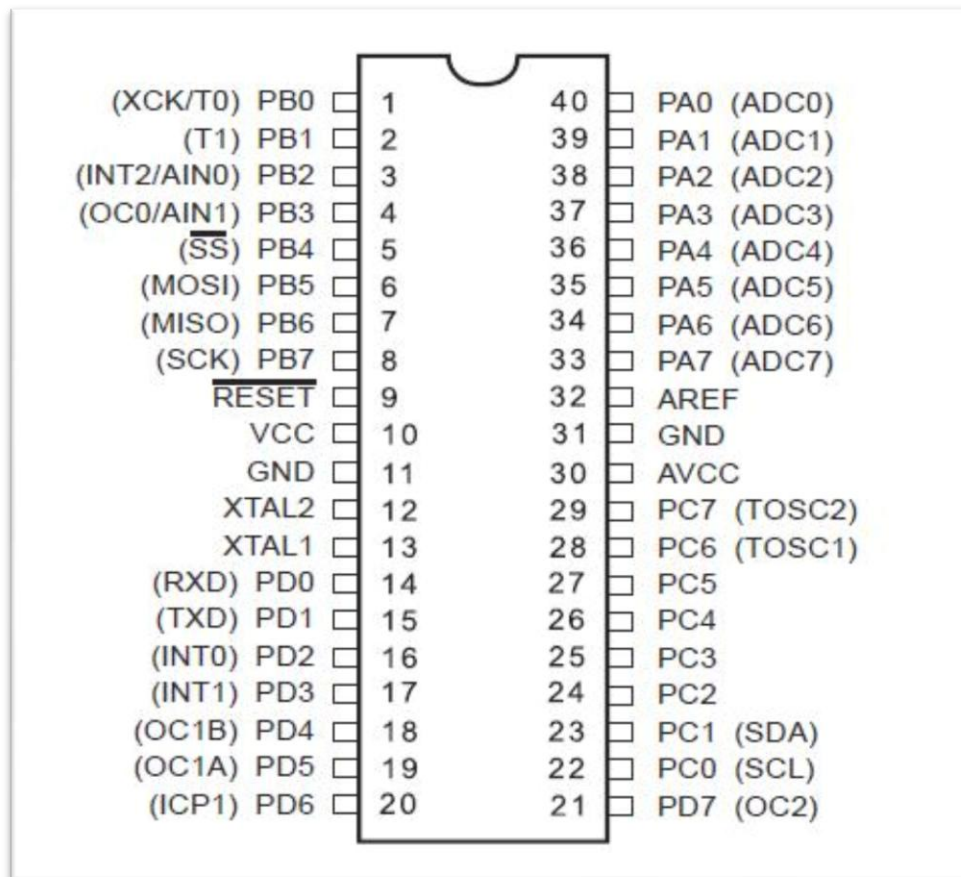 (XCK/T0) PB0 1 40 PA0 (ADC0)
(T1) PB1 2 39 PA1 (ADC1)
(INT2/AIN0) PB2 3 38 PA2 (ADC2)
(OC0/AIN1) PB3 4 37 PA3 (ADC3)
(SS) PB4 5 36 PA4 (ADC4)
(MOSI) PB5 6 35 PA5 (ADC5)
(MISO) PB6 7 34 PA6 (ADC6)
(SCK) PB7 8 33 PA7 (ADC7)
RESET 9 32 AREF
VCC 10 31 GND
GND 11 30 AVCC
XTAL2 12 29 PC7 (TOSC2)
XTAL1 13 28 PC6 (TOSC1)
(RXD) PD0 14 27 PC5
(TXD) PD1 15 26 PC4
(INT0) PD2 16 25 PC3
(INT1) PD3 17 24 PC2
(OC1B) PD4 18 23 PC1 (SDA)
(OC1A) PD5 19 22 PC0 (SCL)
(ICP1) PD6 20 21 PD7 (OC2)